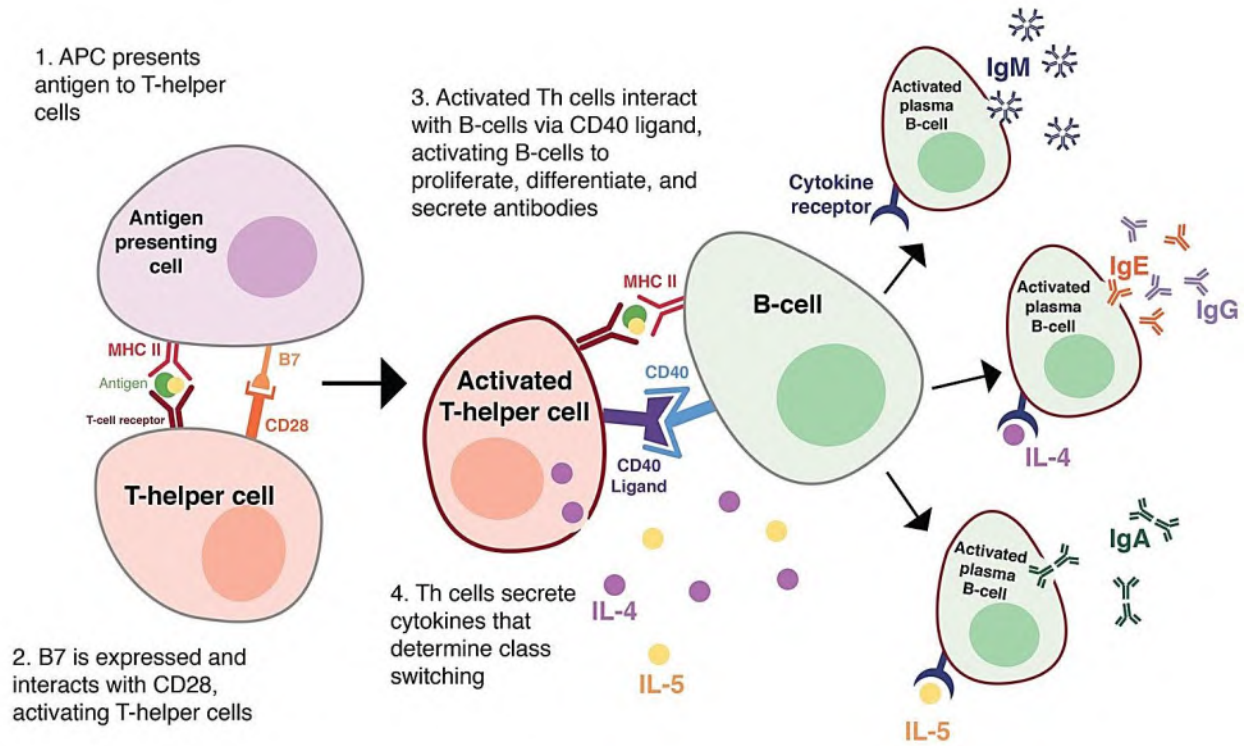 1. APC presents
antigen to T-helper
cells
Antigen
presenting
cell
MHC II
B7
Antigen
T-cell receptor
CD28
T-helper cell
2. B7 is expressed and
interacts with CD28,
activating T-helper cells
3. Activated Th cells interact
with B-cells via CD40 ligand,
activating B-cells to
proliferate, differentiate, and
secrete antibodies
MHC II
B-cell
Activated
T-helper cell
CD40
CD40
Ligand
4. Th cells secrete
cytokines that
determine class
switching
IL-4
IL-5
Activated
plasma
B-cell
IgM
Cytokine
receptor
Activated
plasma
B-cell
IgE
IgG
IL-4
Activated
plasma
B-cell
IgA
IL-5